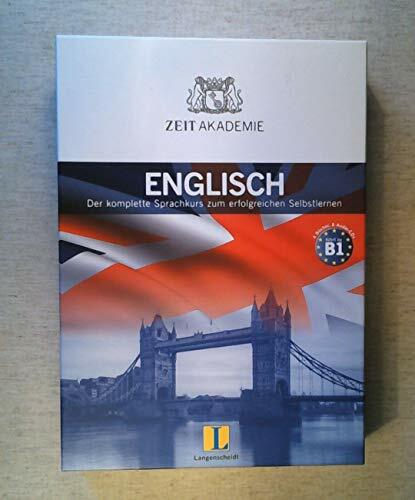 ZEIT AKADEMIE
ENGLISCH
Der komplette Sprachkurs zum erfolgreichen Selbstlernen
B1
L
Langenscheidt